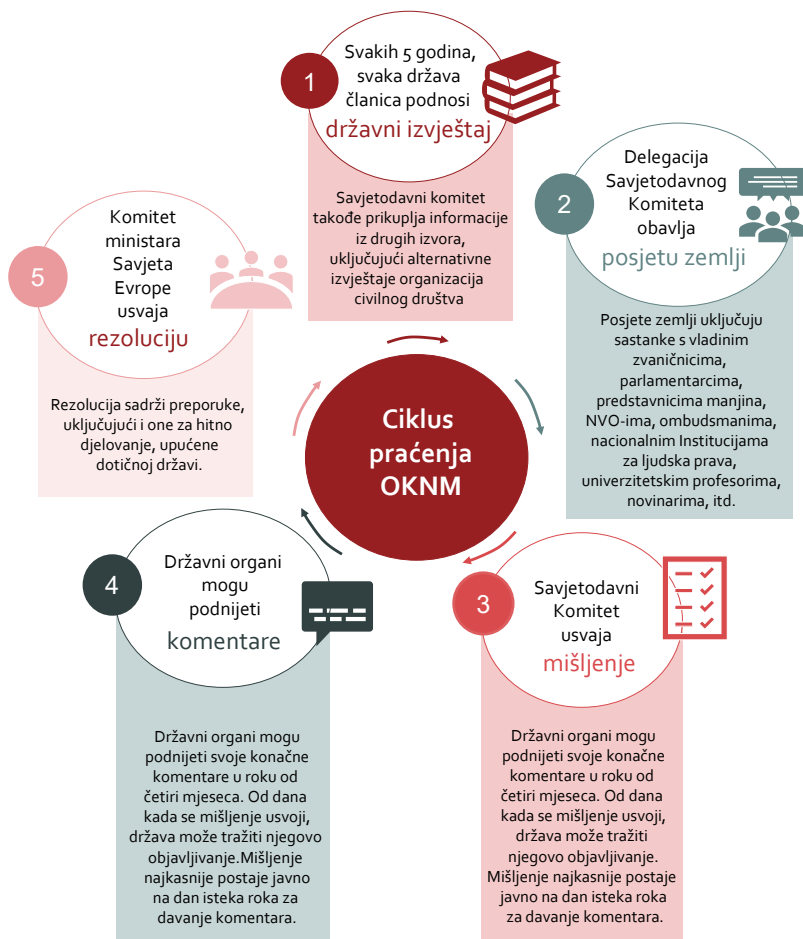 1
Svakih 5 godina,
svaka država
članica podnosi
državni izvještaj
Savjetodavni komitet
takođe prikuplja informacije
iz drugih izvora,
uključujući alternativne
izvještaje organizacija
civilnog društva
2
Delegacija
Savjetodavnog
Komiteta
obavlja
posjetu zemlji
Posjete zemlji uključuju
sastanke s vladinim
zvaničnicima,
parlamentarcima,
predstavnicima manjina,
NVO-ima, ombudsmanima,
nacionalnim Institucijama
za ljudska prava,
univerzitetskim profesorima,
novinarima, itd.
3
Savjetodavni
Komitet
usvaja
mišljenje
Državni organi mogu
podnijeti svoje konačne
komentare u roku od
četiri mjeseca. Od dana
kada se mišljenje usvoji,
država može tražiti
njegovo objavljivanje.
Mišljenje najkasnije postaje
javno na dan isteka roka
za davanje komentara.
4
Državni organi
mogu
podnijeti
komentare
Državni organi mogu
podnijeti svoje konačne
komentare u roku od
četiri mjeseca. Od dana
kada se mišljenje usvoji,
država može tražiti njegovo
objavljivanje.Mišljenje
najkasnije postaje javno
na dan isteka roka za
davanje komentara.
5
Komitet
ministara
Savjeta
Evrope
usvaja
rezoluciju
Rezolucija sadrži preporuke,
uključujući i one za hitno
djelovanje, upućene
dotičnoj državi.
Ciklus
praćenja
OKNM